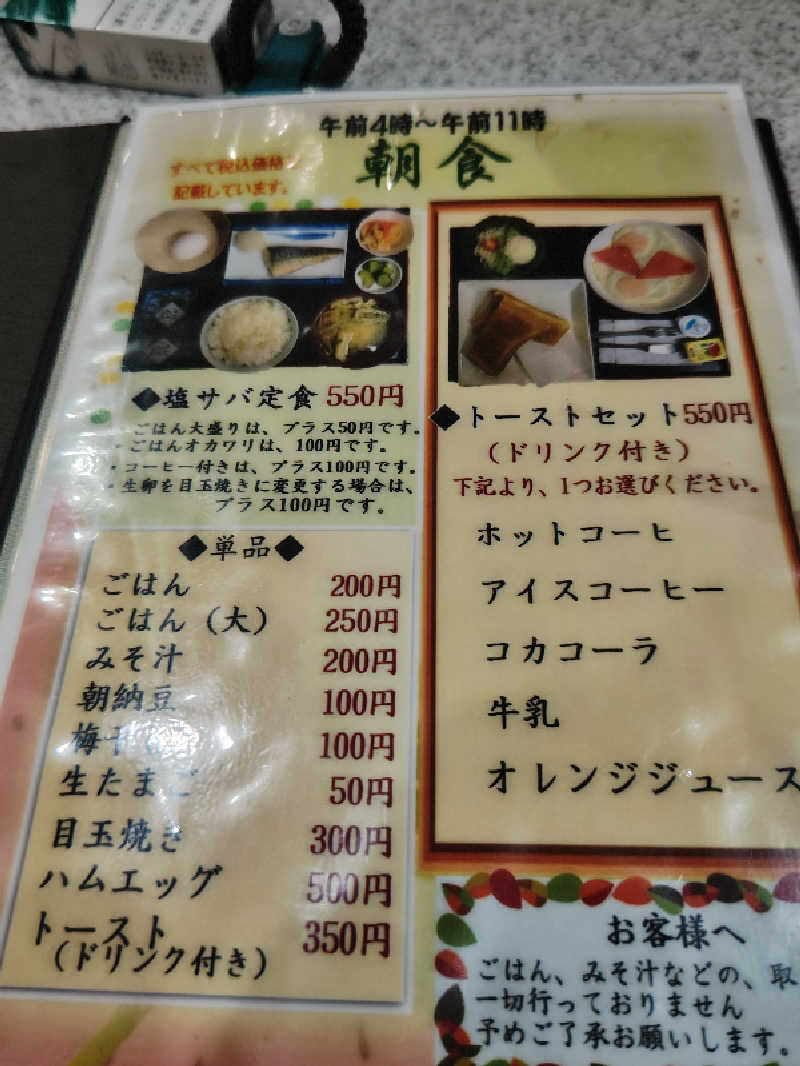 午前4時～午前11時
朝食
すべて税込価格で
記載しています。
◆塩サバ定食 550円
・ごはん大盛りは、プラス50円です。
・ごはんオカワリは、100円です。
・コーヒー付きは、プラス100円です。
・生卵を目玉焼きに変更する場合は、
プラス100円です。
◆単品◆
ごはん 200円
ごはん（大） 250円
みそ汁 200円
朝納豆 100円
梅干 100円
生たまご 50円
目玉焼き 300円
ハムエッグ 500円
トースト 350円
（ドリンク付き）
◆トーストセット550円
（ドリンク付き）
下記より、1つお選びください。
ホットコーヒ
アイスコーヒー
コカコーラ
牛乳
オレンジジュース
お客様へ
ごはん、みそ汁などの、取
一切行っておりません
予めご了承お願いします。